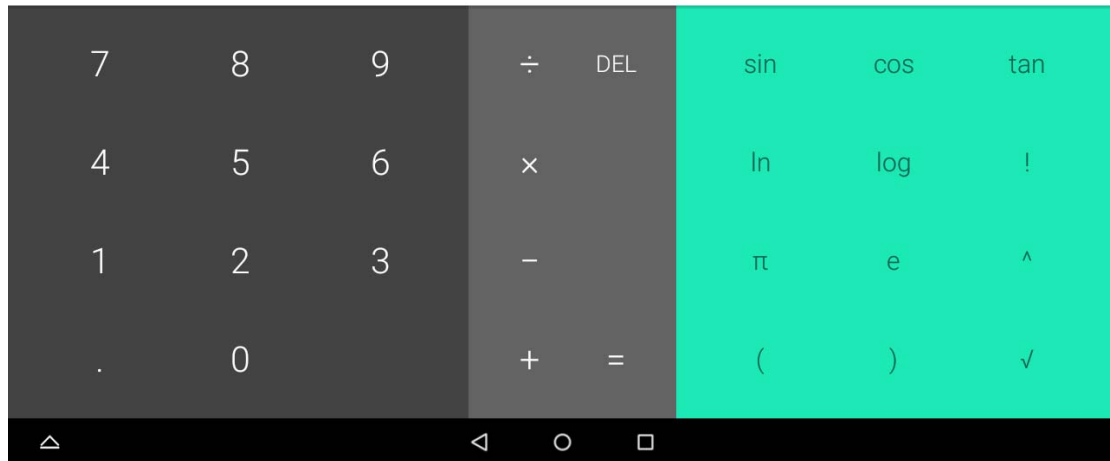 7 8 9 ÷ DEL sin cos tan
4 5 6 × ln log !
1 2 3 − π e ^
. 0 + = ( ) √